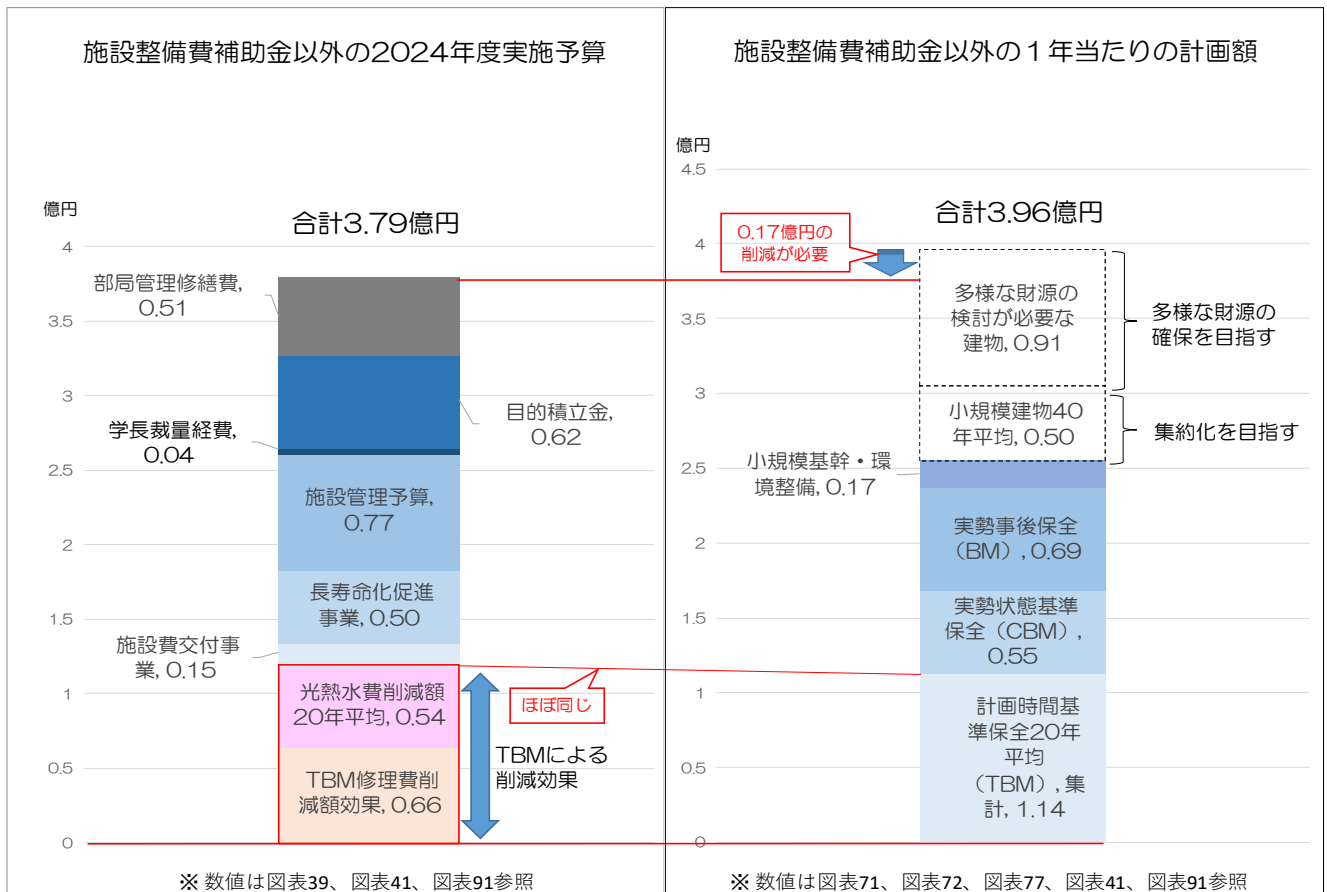 施設整備費補助金以外の2024年度実施予算
億円
合計3.79億円
4
3.5
3
2.5
2
1.5
1
0.5
0
部局管理修繕費,
0.51
目的積立金,
0.62
学長裁量経費,
0.04
施設管理予算,
0.77
長寿命化促進
事業, 0.50
施設費交付事
業, 0.15
光熱水費削減額
20年平均, 0.54
TBM修理費削
減額効果, 0.66
TBMによる
削減効果
ほぼ同じ
※ 数値は図表39、図表41、図表91参照
施設整備費補助金以外の１年当たりの計画額
億円
合計3.96億円
4.5
4
3.5
3
2.5
2
1.5
1
0.5
0
0.17億円の
削減が必要
多様な財源の
検討が必要な
建物, 0.91
多様な財源の
確保を目指す
小規模建物40
年平均, 0.50
集約化を目指す
小規模基幹・環
境整備, 0.17
実勢事後保全
（BM）, 0.69
実勢状態基準
保全（CBM）,
0.55
計画時間基
準保全20年
平均
（TBM）, 集
計, 1.14
※ 数値は図表71、図表72、図表77、図表41、図表91参照